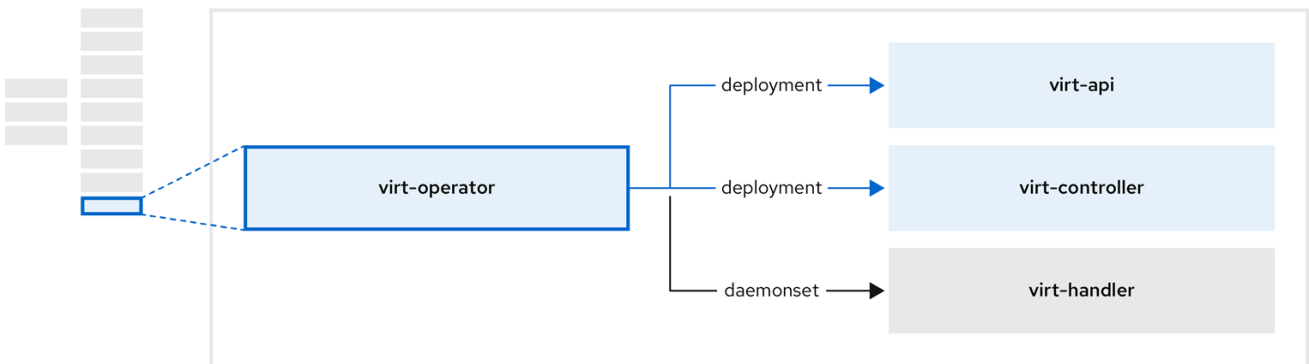 deployment
virt-api
virt-operator
deployment
virt-controller
daemonset
virt-handler